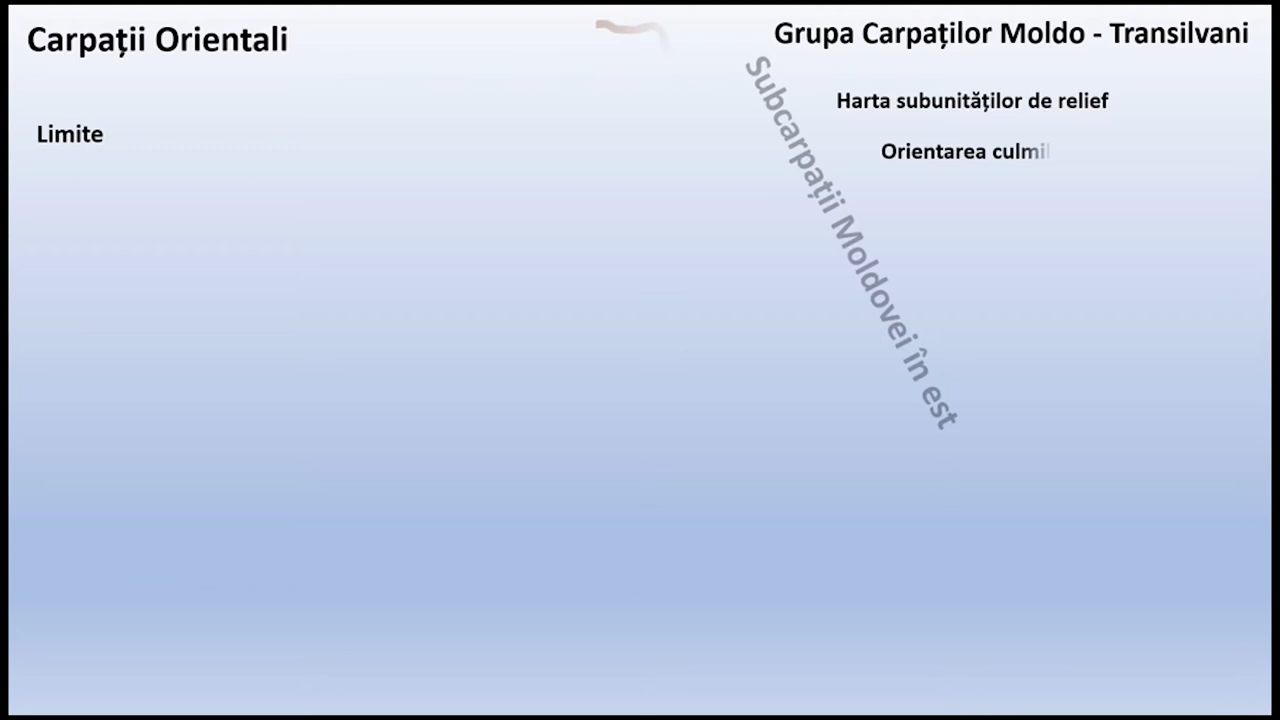 Carpații Orientali
Grupa Carpaților Moldo - Transilvani
Harta subunităților de relief
Limite
Orientarea culmi
Subcarpații Moldovei în est